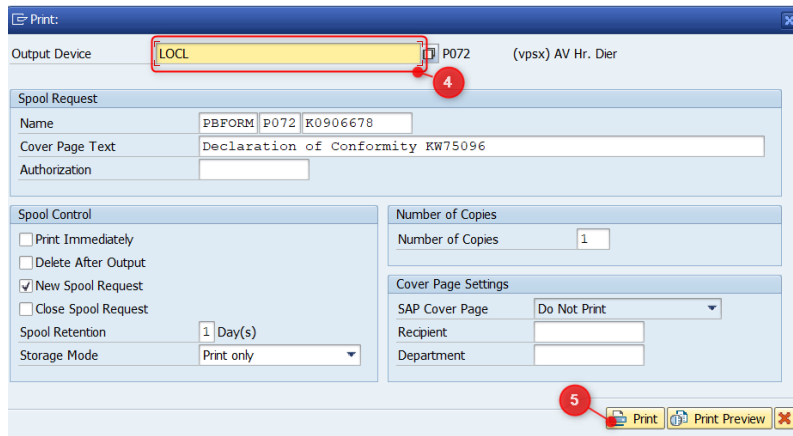 Print:
Output Device LOCL P072 (vpsx) AV Hr. Dier
4
Spool Request
Name PBFORM P072 K0906678
Cover Page Text Declaration of Conformity KW75096
Authorization
Spool Control
Print Immediately
Delete After Output
New Spool Request
Close Spool Request
Spool Retention 1 Day(s)
Storage Mode Print only
Number of Copies
Number of Copies 1
Cover Page Settings
SAP Cover Page Do Not Print
Recipient
Department
5
Print Print Preview